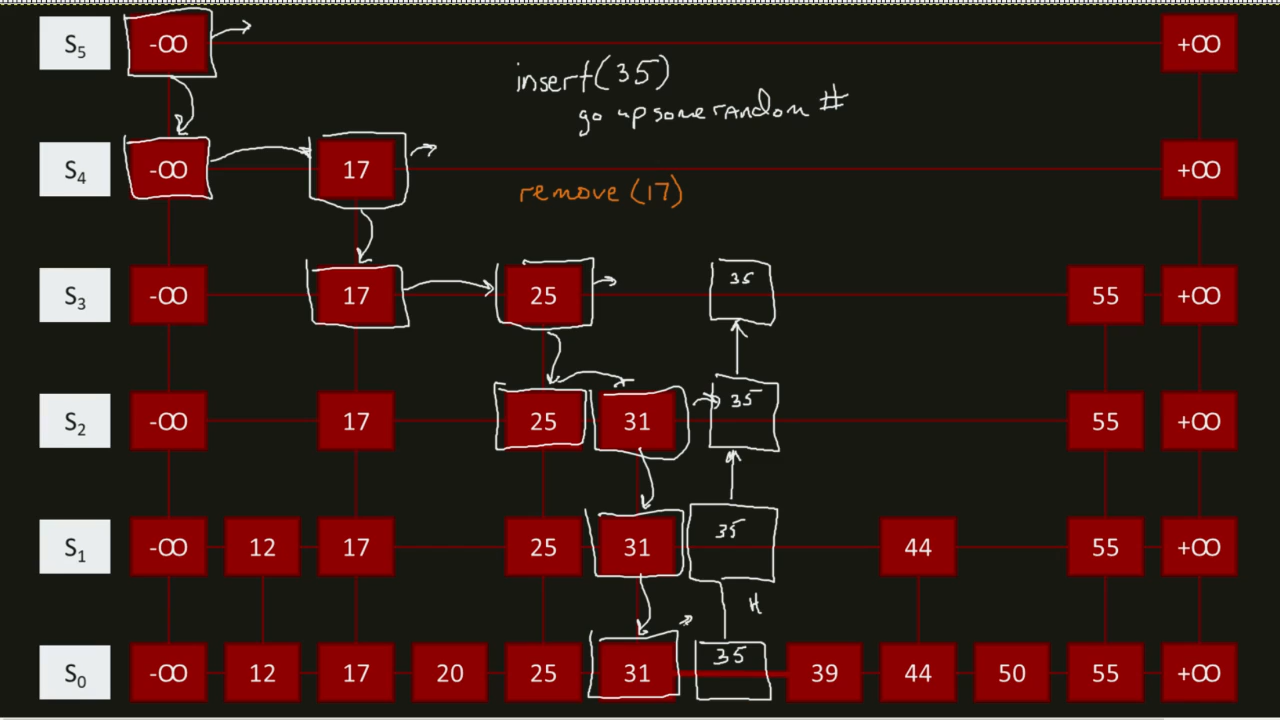 S5 -∞ +∞
insert(35)
go up some random #
S4 -∞ 17 +∞
remove (17)
S3 -∞ 17 25 35 55 +∞
S2 -∞ 17 25 31 35 55 +∞
S1 -∞ 12 17 25 31 35 44 55 +∞
H
S0 -∞ 12 17 20 25 31 35 39 44 50 55 +∞